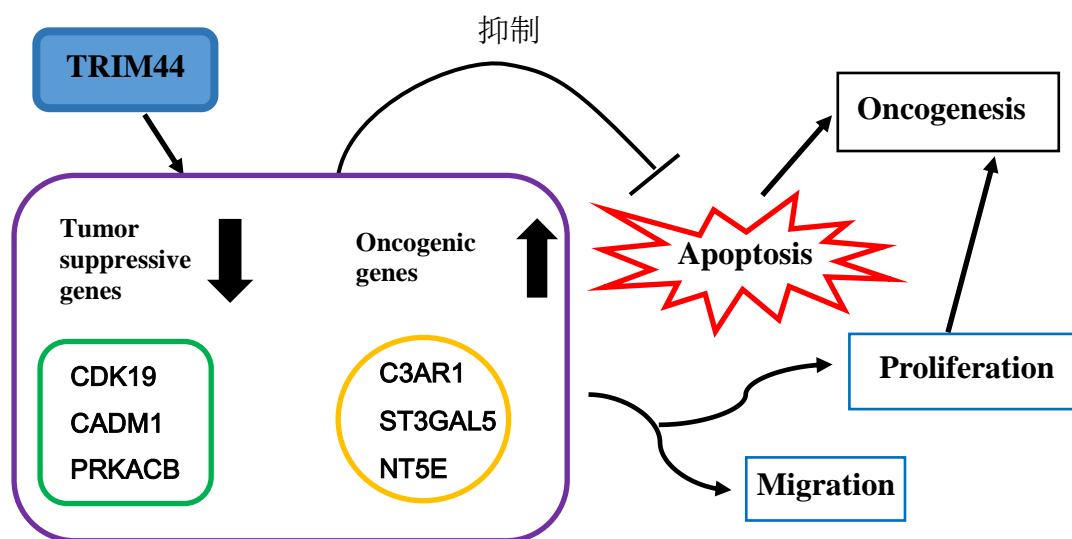 抑制
TRIM44
Oncogenesis
Tumor
suppressive
genes
Oncogenic
genes
Apoptosis
CDK19
CADM1
PRKACB
C3AR1
ST3GAL5
NT5E
Proliferation
Migration